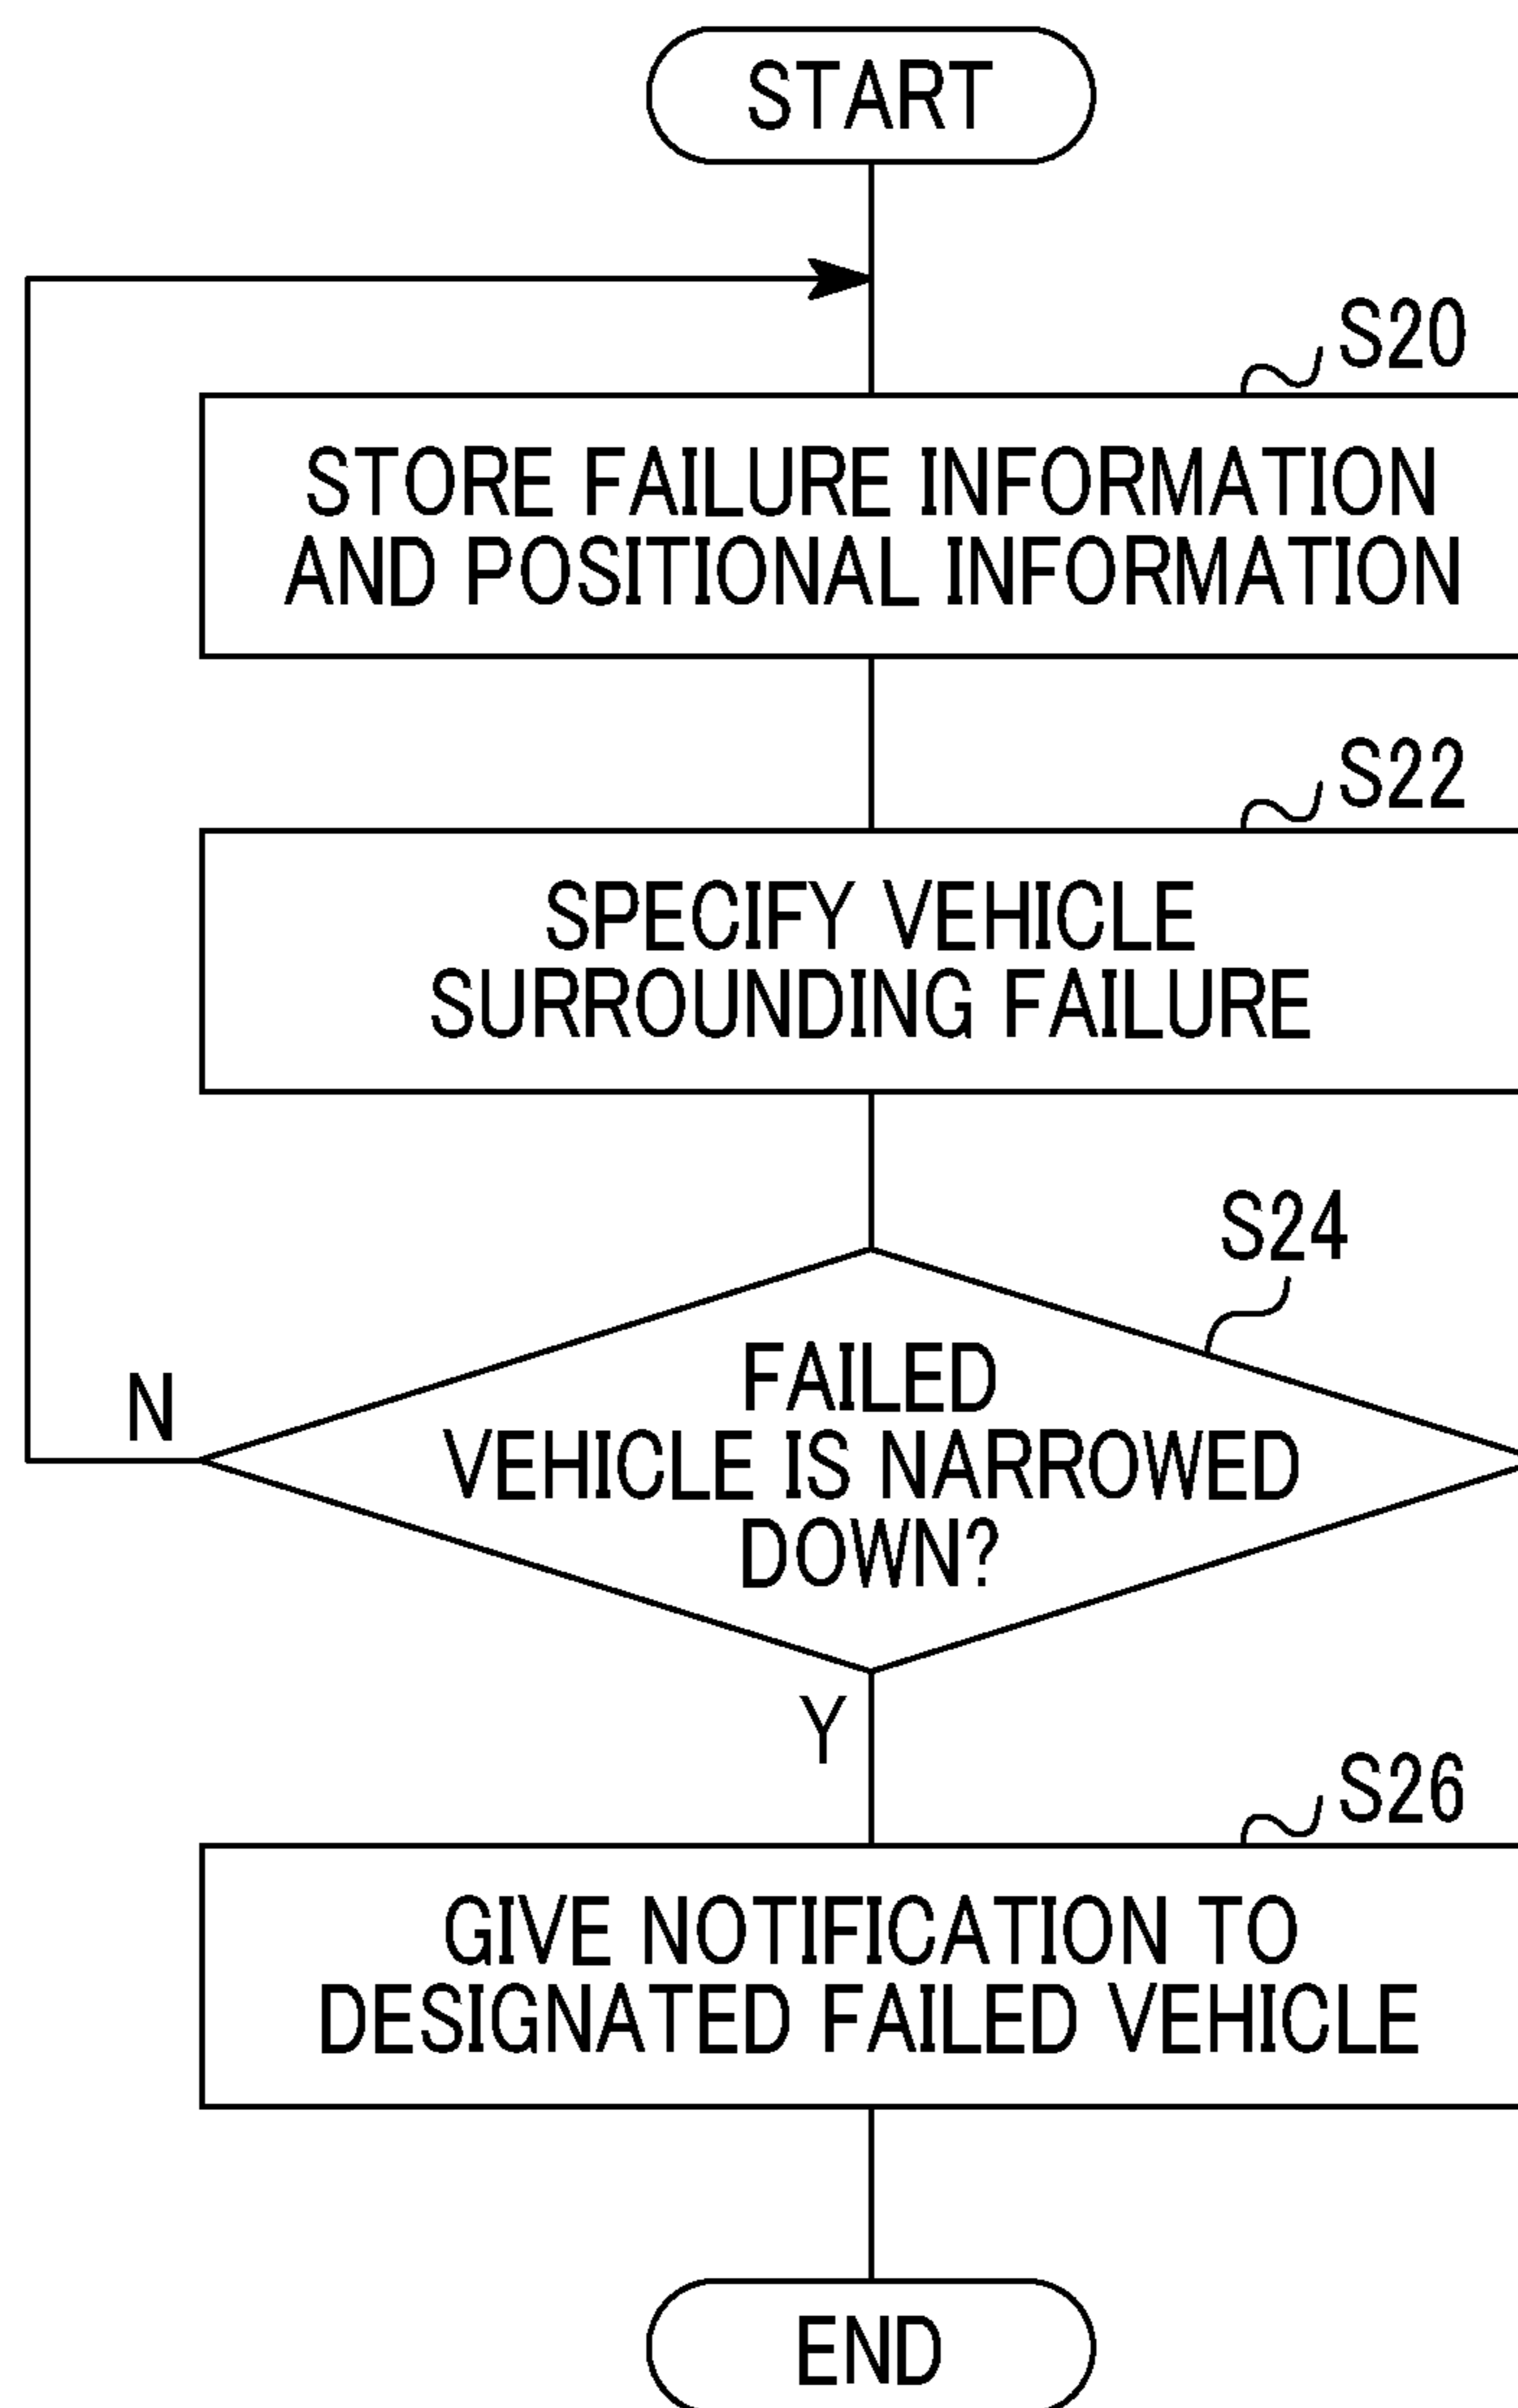 START
S20
STORE FAILURE INFORMATION
AND POSITIONAL INFORMATION
S22
SPECIFY VEHICLE
SURROUNDING FAILURE
S24
FAILED
VEHICLE IS NARROWED
DOWN?
N
Y
S26
GIVE NOTIFICATION TO
DESIGNATED FAILED VEHICLE
END